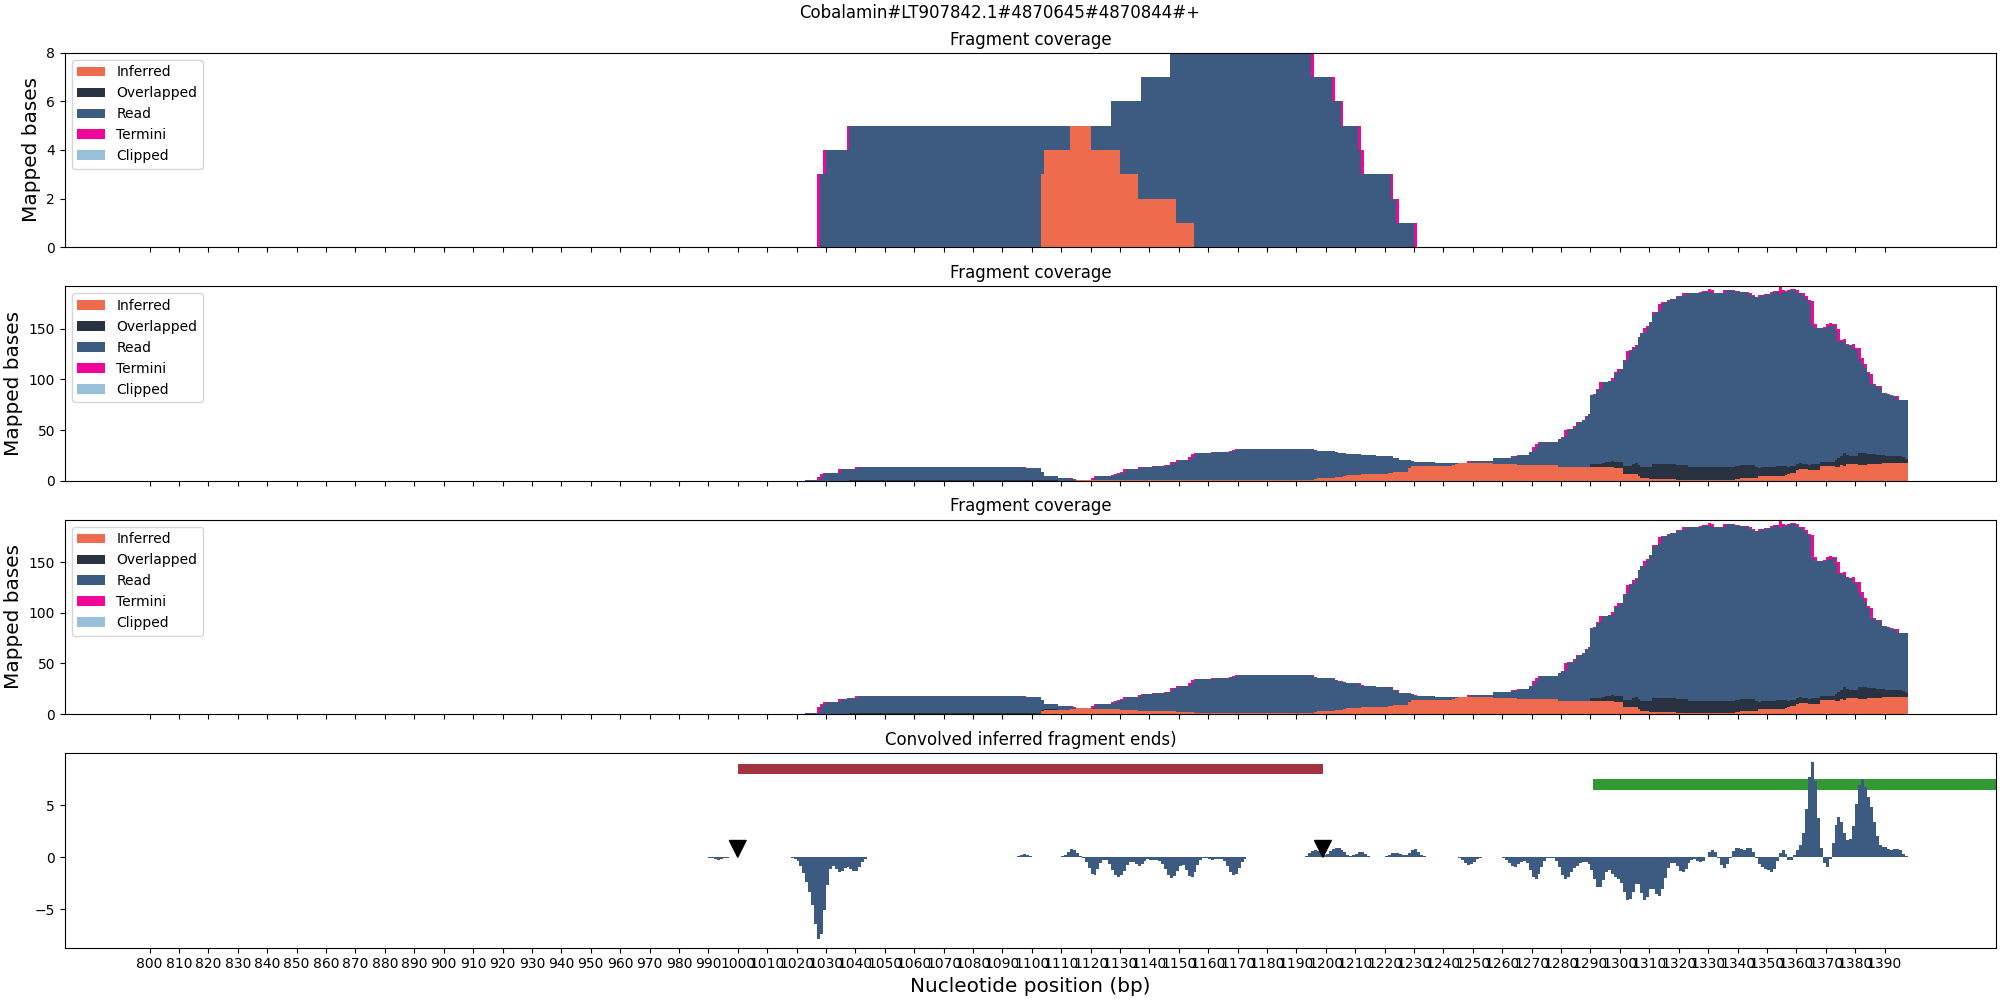 Cobalamin#LT907842.1#4870645#4870844#+
Fragment coverage
8
6
4
2
0
Mapped bases
Inferred
Overlapped
Read
Termini
Clipped
Fragment coverage
150
100
50
0
Mapped bases
Inferred
Overlapped
Read
Termini
Clipped
Fragment coverage
150
100
50
0
Mapped bases
Inferred
Overlapped
Read
Termini
Clipped
Convolved inferred fragment ends)
5
0
−5
800 810 820 830 840 850 860 870 880 890 900 910 920 930 940 950 960 970 980 990 1000 1010 1020 1030 1040 1050 1060 1070 1080 1090 1100 1110 1120 1130 1140 1150 1160 1170 1180 1190 1200 1210 1220 1230 1240 1250 1260 1270 1280 1290 1300 1310 1320 1330 1340 1350 1360 1370 1380 1390
Nucleotide position (bp)